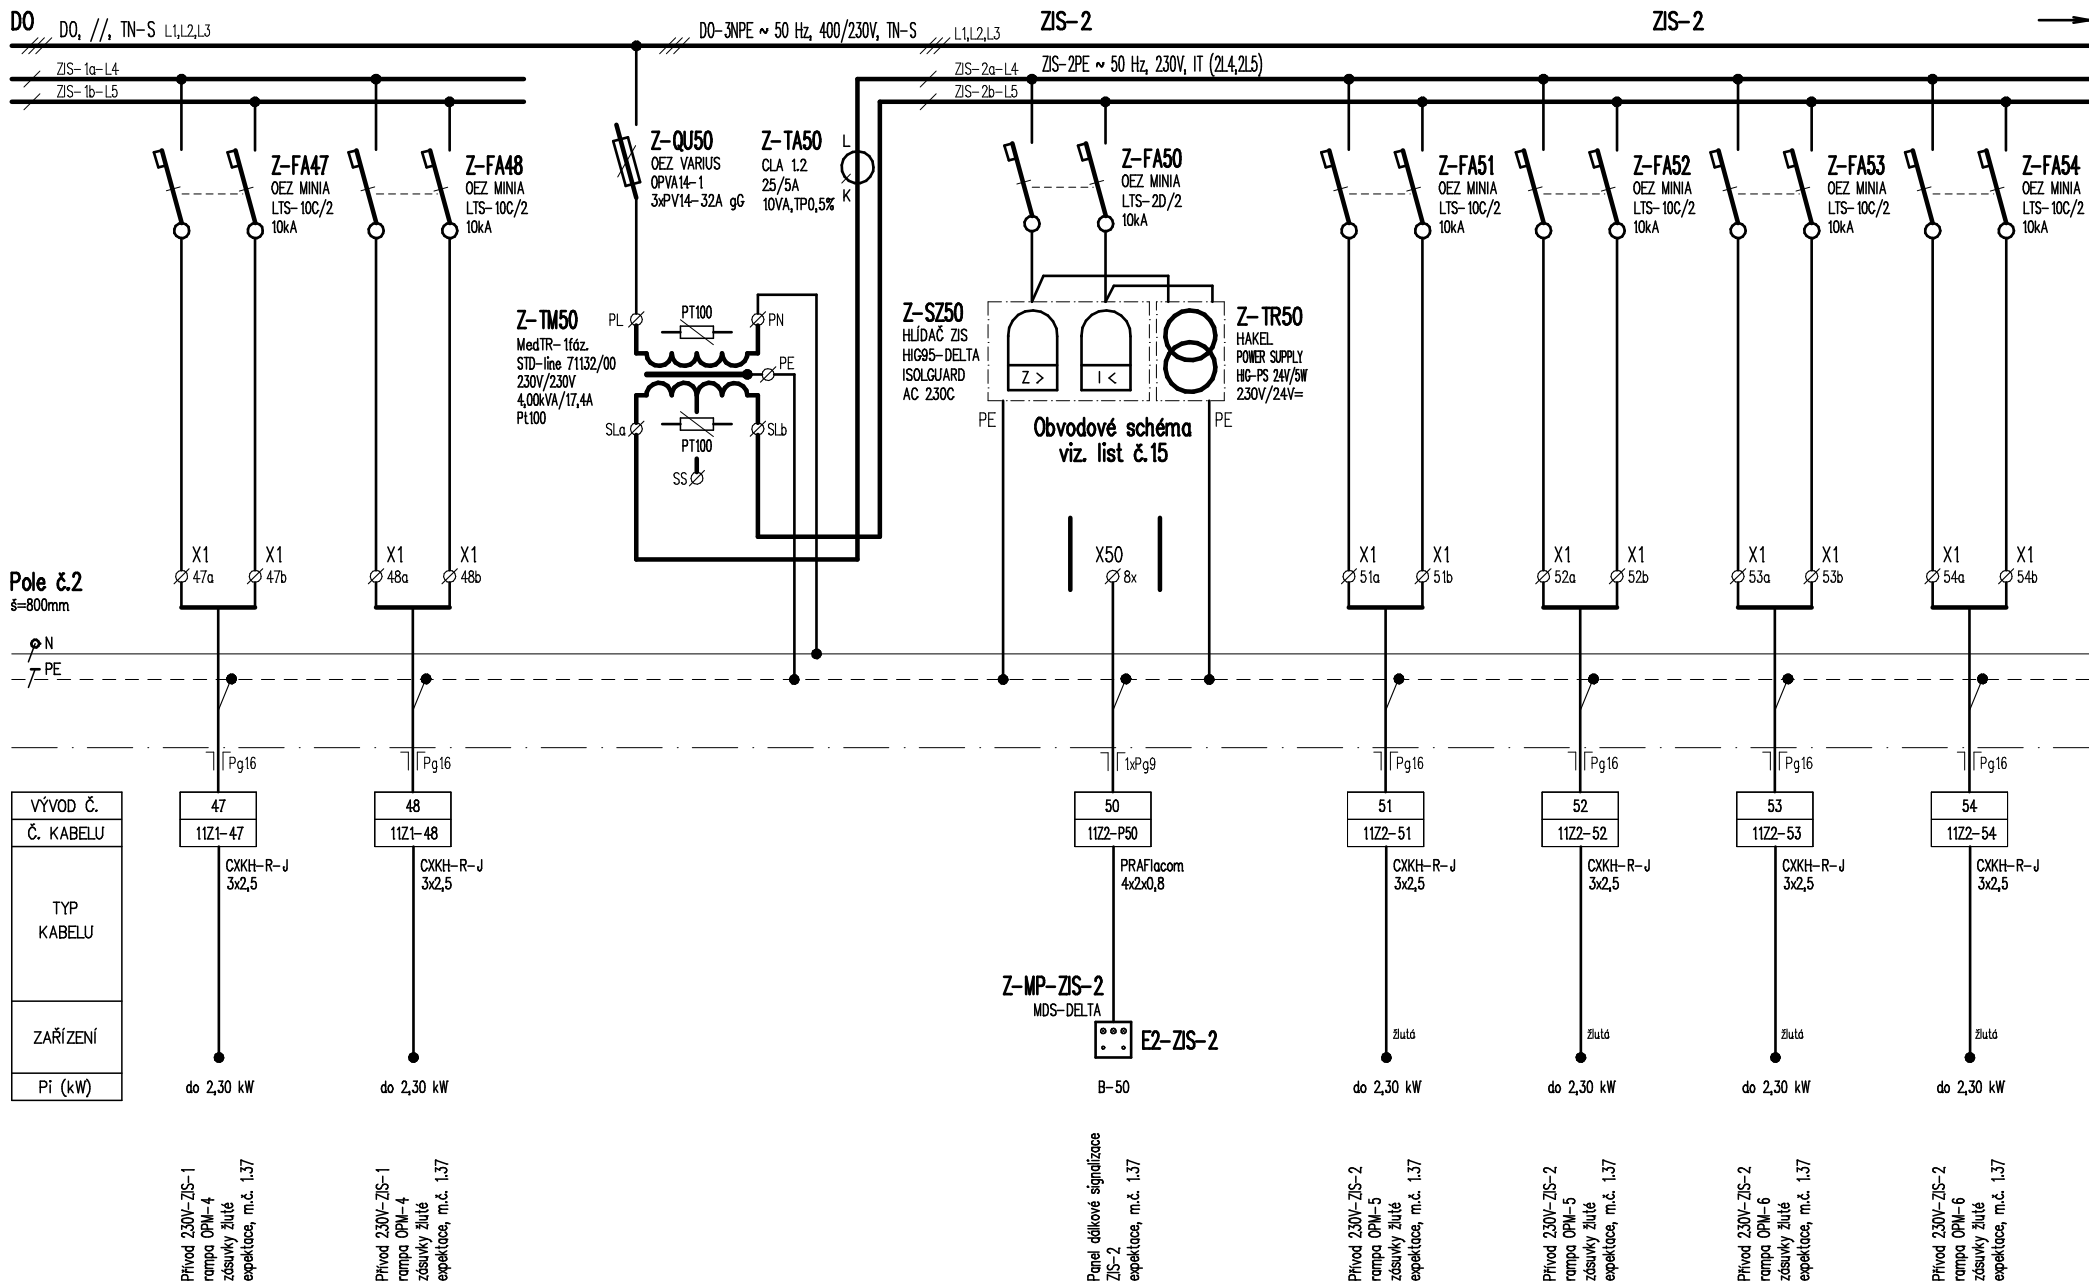 DO
DO, //, TN-S L1,L2,L3
DO-3NPE ~ 50 Hz, 400/230V, TN-S
L1,L2,L3
ZIS-2
ZIS-2
ZIS-1a-L4
ZIS-1b-L5
ZIS-2a-L4
ZIS-2PE ~ 50 Hz, 230V, IT (2L4,2L5)
ZIS-2b-L5
Z-FA47
OEZ MINIA
LTS-10C/2
10kA
Z-FA48
OEZ MINIA
LTS-10C/2
10kA
Z-QU50
OEZ VARIUS
OPVA14-1
3xPV14-32A gG
Z-TA50
CLA 1.2
25/5A
10VA,TP0,5%
L
K
Z-FA50
OEZ MINIA
LTS-2D/2
10kA
Z-FA51
OEZ MINIA
LTS-10C/2
10kA
Z-FA52
OEZ MINIA
LTS-10C/2
10kA
Z-FA53
OEZ MINIA
LTS-10C/2
10kA
Z-FA54
OEZ MINIA
LTS-10C/2
10kA
Z-TM50
MedTR-1fáz.
STD-line 71132/00
230V/230V
4,00kVA/17,4A
Pt100
PL
PT100
PN
PE
SLa
PT100
SLb
SS
Z-SZ50
HLÍDAČ ZIS
HIG95-DELTA
ISOLGUARD
AC 230C
Z >
I <
Z-TR50
HAKEL
POWER SUPPLY
HIG-PS 24V/5W
230V/24V=
PE
PE
Obvodové schéma
viz. list č.15
X1
47a
X1
47b
X1
48a
X1
48b
X50
8x
X1
51a
X1
51b
X1
52a
X1
52b
X1
53a
X1
53b
X1
54a
X1
54b
Pole č.2
š=800mm
N
PE
Pg16
Pg16
1xPg9
Pg16
Pg16
Pg16
Pg16
VÝVOD Č.
47
48
50
51
52
53
54
Č. KABELU
11Z1-47
11Z1-48
11Z2-P50
11Z2-51
11Z2-52
11Z2-53
11Z2-54
TYP
KABELU
CXKH-R-J
3x2,5
CXKH-R-J
3x2,5
PRAFlacom
4x2x0,8
CXKH-R-J
3x2,5
CXKH-R-J
3x2,5
CXKH-R-J
3x2,5
CXKH-R-J
3x2,5
ZAŘÍZENÍ
Z-MP-ZIS-2
MDS-DELTA
E2-ZIS-2
žlutá
žlutá
žlutá
žlutá
Pi (kW)
do 2,30 kW
do 2,30 kW
B-50
do 2,30 kW
do 2,30 kW
do 2,30 kW
do 2,30 kW
Přívod 230V-ZIS-1
rampa OPM-4
zásuvky žluté
expektace, m.č. 1.37
Přívod 230V-ZIS-1
rampa OPM-4
zásuvky žluté
expektace, m.č. 1.37
Panel dálkové signalizace
ZIS-2
expektace, m.č. 1.37
Přívod 230V-ZIS-2
rampa OPM-5
zásuvky žluté
expektace, m.č. 1.37
Přívod 230V-ZIS-2
rampa OPM-5
zásuvky žluté
expektace, m.č. 1.37
Přívod 230V-ZIS-2
rampa OPM-6
zásuvky žluté
expektace, m.č. 1.37
Přívod 230V-ZIS-2
rampa OPM-6
zásuvky žluté
expektace, m.č. 1.37